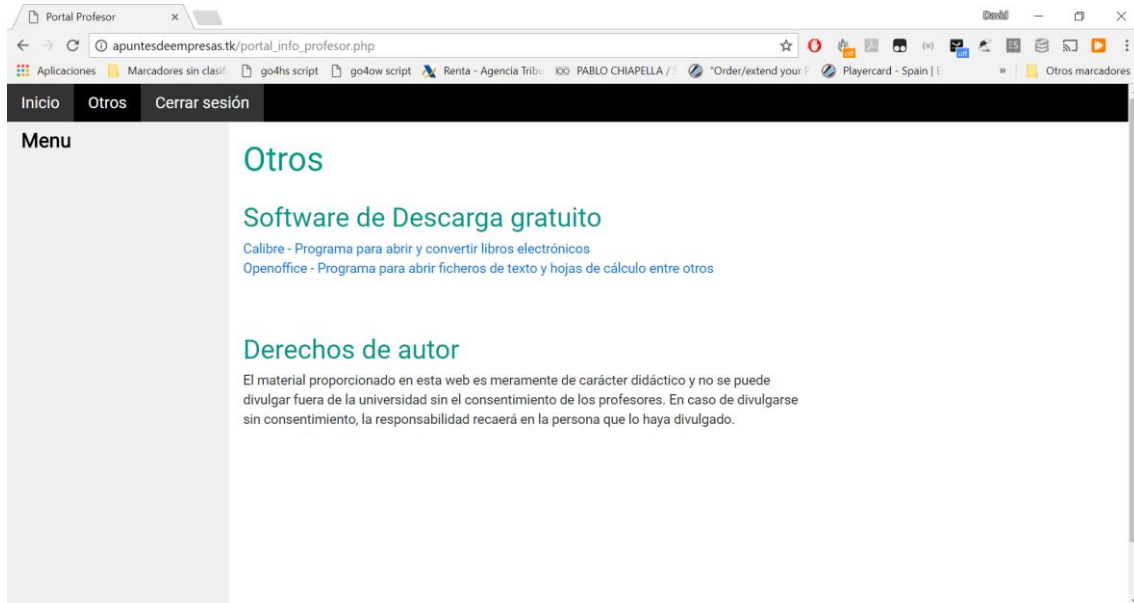 Portal Profesor
David
apuntesdeempresas.tk/portal_info_profesor.php
Aplicaciones Marcadores sin clasifi go4hs script go4ow script Renta - Agencia Tribu PABLO CHIAPELLA / "Order/extend your P Playercard - Spain | E » Otros marcadores
Inicio Otros Cerrar sesión
Menu
Otros
Software de Descarga gratuito
Calibre - Programa para abrir y convertir libros electrónicos
Openoffice - Programa para abrir ficheros de texto y hojas de cálculo entre otros
Derechos de autor
El material proporcionado en esta web es meramente de carácter didáctico y no se puede
divulgar fuera de la universidad sin el consentimiento de los profesores. En caso de divulgarse
sin consentimiento, la responsabilidad recaerá en la persona que lo haya divulgado.